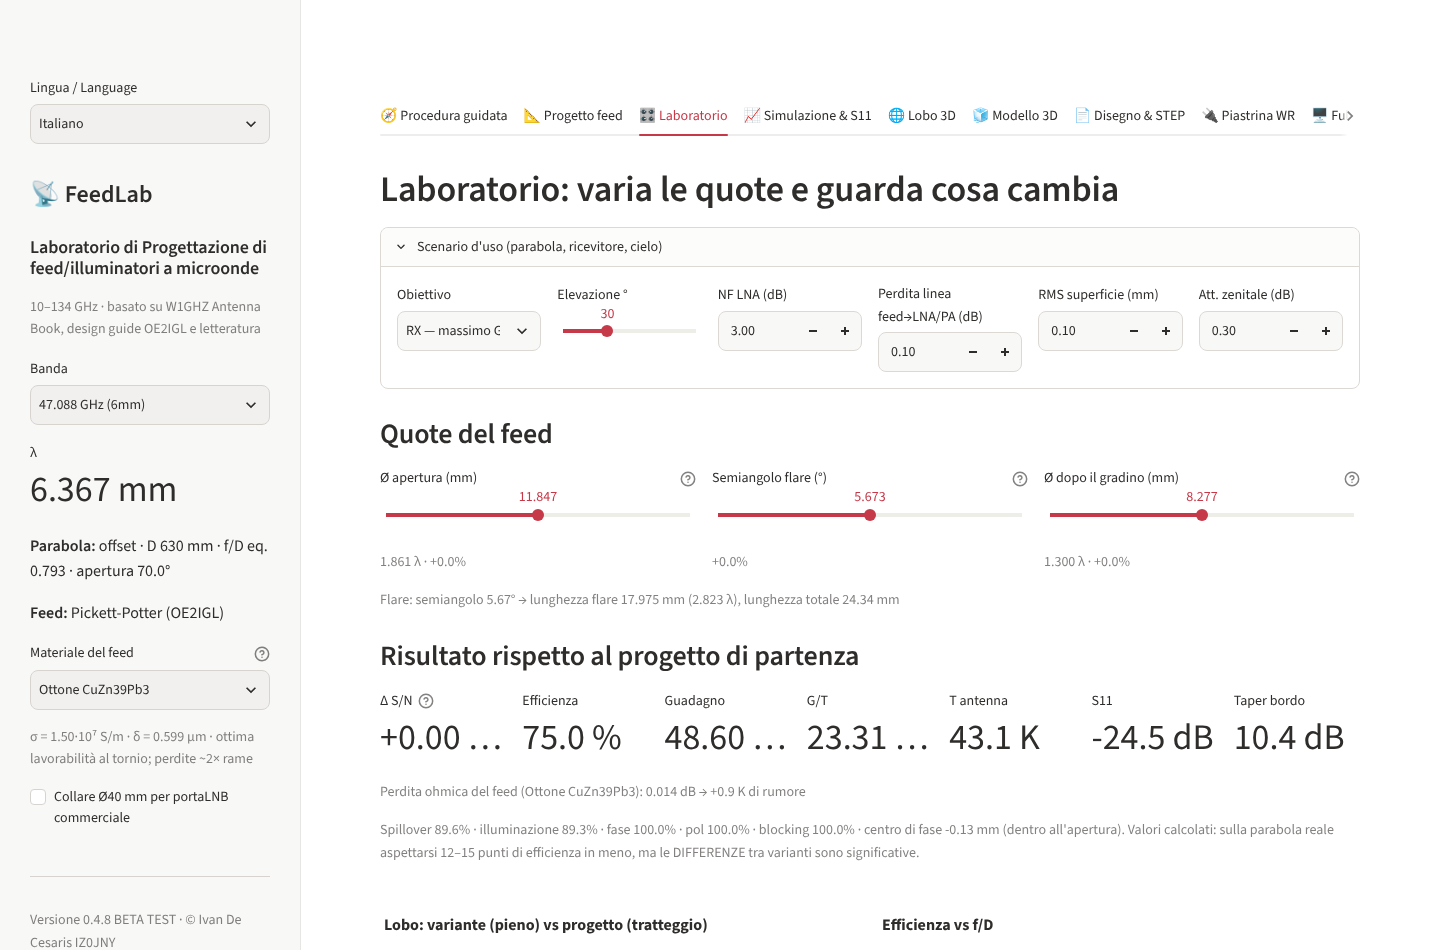 Lingua / Language
Italiano
📡 FeedLab
Laboratorio di Progettazione di
feed/illuminatori a microonde
10–134 GHz · basato su W1GHZ Antenna
Book, design guide OE2IGL e letteratura
Banda
47.088 GHz (6mm)
λ
6.367 mm
Parabola: offset · D 630 mm · f/D eq.
0.793 · apertura 70.0°
Feed: Pickett-Potter (OE2IGL)
Materiale del feed
Ottone CuZn39Pb3
σ = 1.50·10⁷ S/m · δ = 0.599 µm · ottima
lavorabilità al tornio; perdite ~2× rame
Collare Ø40 mm per portaLNB
commerciale
Versione 0.4.8 BETA TEST · © Ivan De
Cesaris IZ0JNY
🧭 Procedura guidata 📐 Progetto feed 🎛️ Laboratorio 📈 Simulazione & S11 🌐 Lobo 3D 🧊 Modello 3D 📄 Disegno & STEP 🔌 Piastrina WR 🖥️ Fu
Laboratorio: varia le quote e guarda cosa cambia
Scenario d'uso (parabola, ricevitore, cielo)
Obiettivo
RX — massimo G
Elevazione °
30
NF LNA (dB)
3.00
Perdita linea
feed→LNA/PA (dB)
0.10
RMS superficie (mm)
0.10
Att. zenitale (dB)
0.30
Quote del feed
Ø apertura (mm)
11.847
1.861 λ · +0.0%
Semiangolo flare (°)
5.673
+0.0%
Ø dopo il gradino (mm)
8.277
1.300 λ · +0.0%
Flare: semiangolo 5.67° → lunghezza flare 17.975 mm (2.823 λ), lunghezza totale 24.34 mm
Risultato rispetto al progetto di partenza
Δ S/N
+0.00 …
Efficienza
75.0 %
Guadagno
48.60 …
G/T
23.31 …
T antenna
43.1 K
S11
-24.5 dB
Taper bordo
10.4 dB
Perdita ohmica del feed (Ottone CuZn39Pb3): 0.014 dB → +0.9 K di rumore
Spillover 89.6% · illuminazione 89.3% · fase 100.0% · pol 100.0% · blocking 100.0% · centro di fase -0.13 mm (dentro all'apertura). Valori calcolati: sulla parabola reale
aspettarsi 12–15 punti di efficienza in meno, ma le DIFFERENZE tra varianti sono significative.
Lobo: variante (pieno) vs progetto (tratteggio)
Efficienza vs f/D